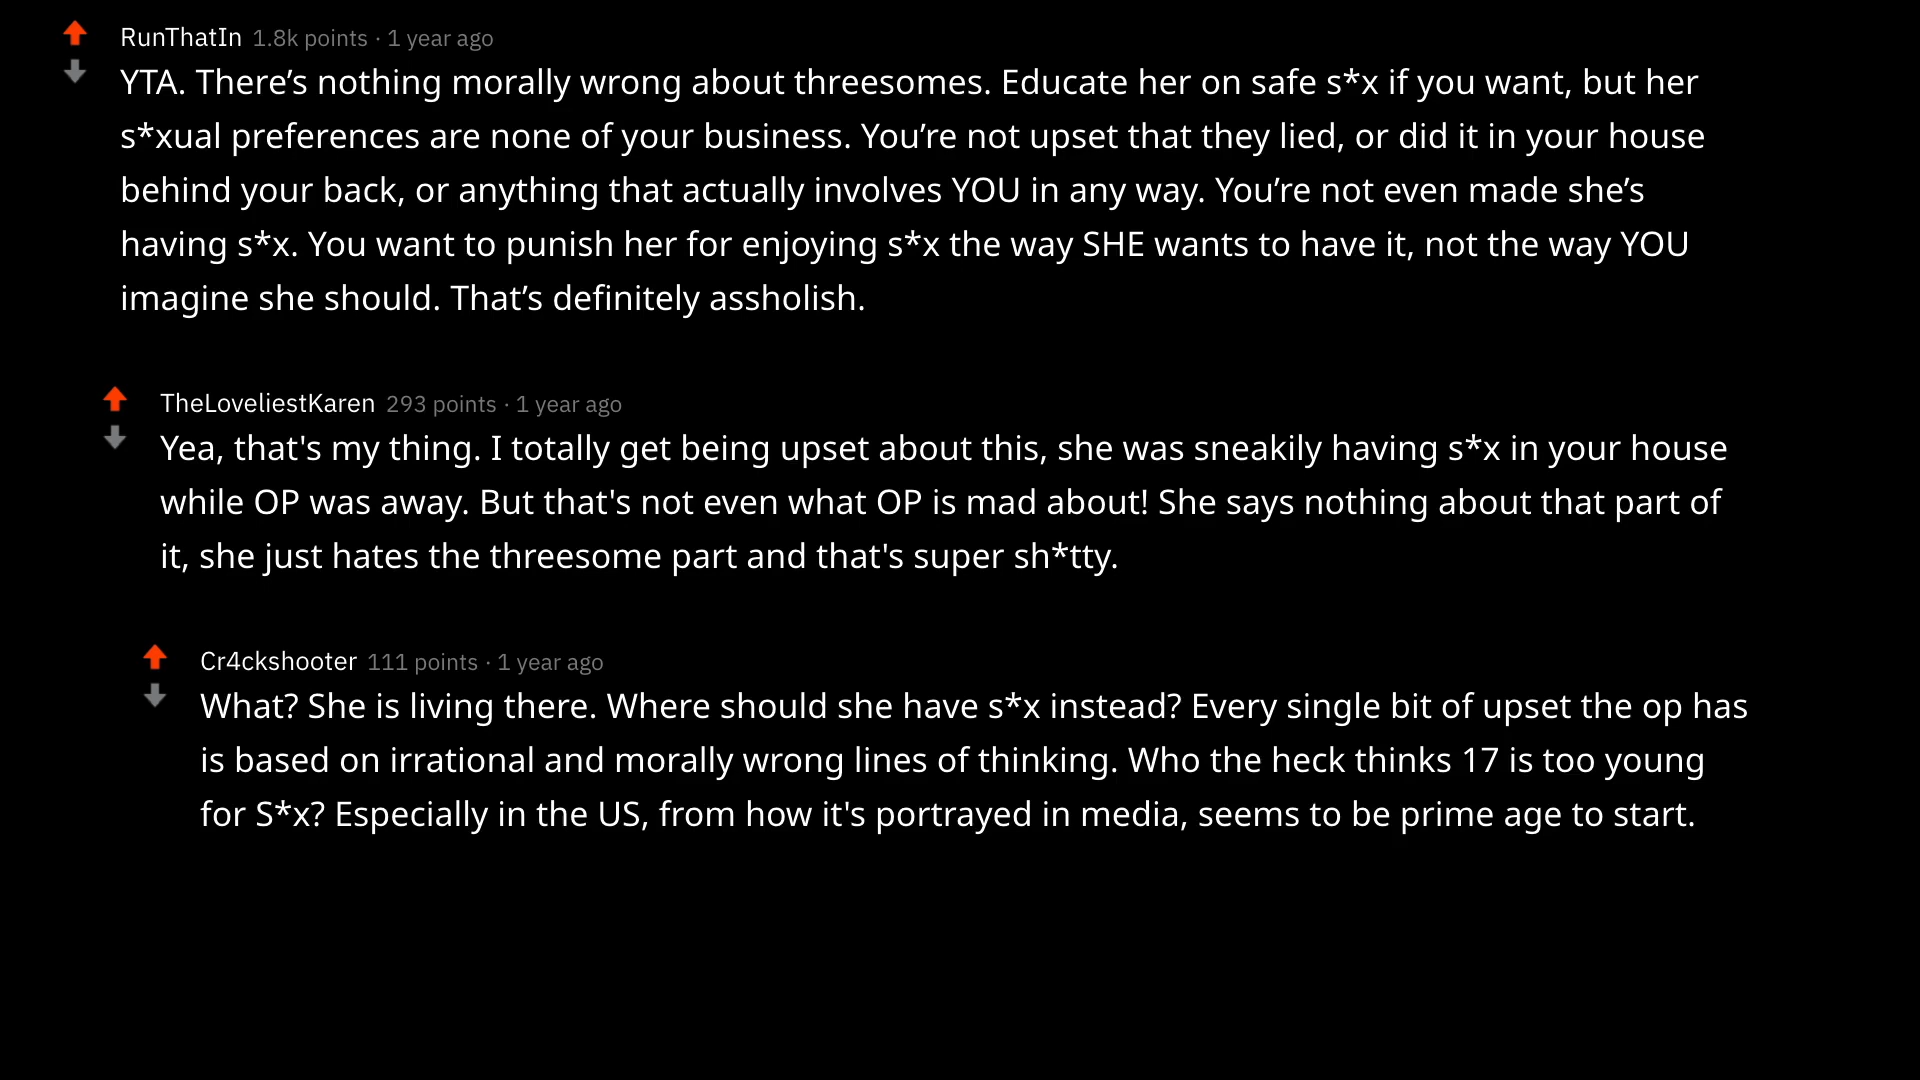 RunThatIn 1.8k points · 1 year ago
YTA. There’s nothing morally wrong about threesomes. Educate her on safe s*x if you want, but her
s*xual preferences are none of your business. You’re not upset that they lied, or did it in your house
behind your back, or anything that actually involves YOU in any way. You’re not even made she’s
having s*x. You want to punish her for enjoying s*x the way SHE wants to have it, not the way YOU
imagine she should. That’s definitely assholish.
TheLoveliestKaren 293 points · 1 year ago
Yea, that's my thing. I totally get being upset about this, she was sneakily having s*x in your house
while OP was away. But that's not even what OP is mad about! She says nothing about that part of
it, she just hates the threesome part and that's super sh*tty.
Cr4ckshooter 111 points · 1 year ago
What? She is living there. Where should she have s*x instead? Every single bit of upset the op has
is based on irrational and morally wrong lines of thinking. Who the heck thinks 17 is too young
for S*x? Especially in the US, from how it's portrayed in media, seems to be prime age to start.